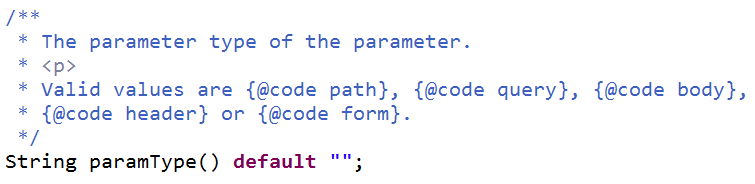 /**
 * The parameter type of the parameter.
 * <p>
 * Valid values are {@code path}, {@code query}, {@code body},
 * {@code header} or {@code form}.
 */
String paramType() default "";